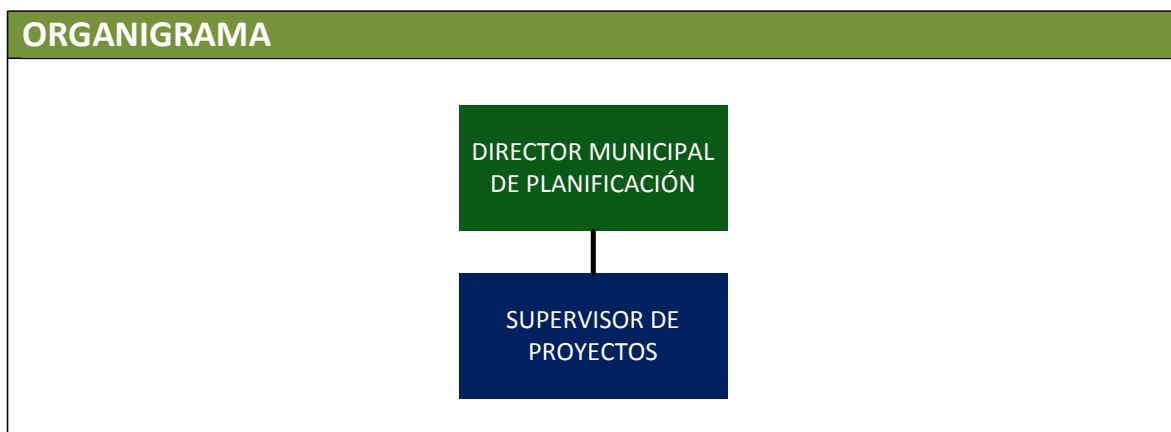 ORGANIGRAMA
DIRECTOR MUNICIPAL
DE PLANIFICACIÓN
SUPERVISOR DE
PROYECTOS